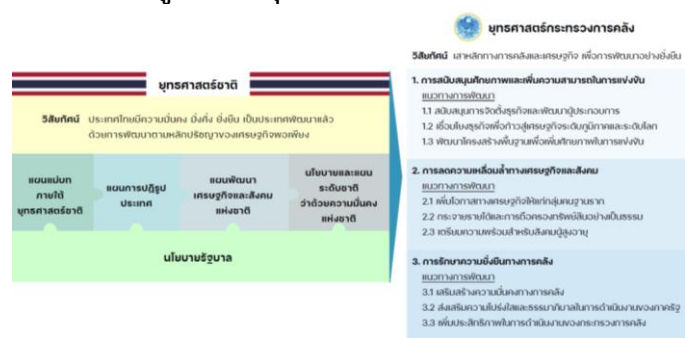 ยุทธศาสตร์กระทรวงการคลัง
วิสัยทัศน์ เสาหลักทางการคลังและเศรษฐกิจ เพื่อการพัฒนาอย่างยั่งยืน
ยุทธศาสตร์ชาติ
วิสัยทัศน์ ประเทศไทยมีความมั่นคง มั่งคั่ง ยั่งยืน เป็นประเทศพัฒนาแล้ว
ด้วยการพัฒนาตามหลักปรัชญาของเศรษฐกิจพอเพียง
แผนแม่บท
ภายใต้
ยุทธศาสตร์ชาติ
แผนการปฏิรูป
ประเทศ
แผนพัฒนา
เศรษฐกิจและสังคม
แห่งชาติ
นโยบายและแผน
ระดับชาติ
ว่าด้วยความมั่นคง
แห่งชาติ
นโยบายรัฐบาล
1. การสนับสนุนศักยภาพและเพิ่มความสามารถในการแข่งขัน
แนวทางการพัฒนา
1.1 สนับสนุนการจัดตั้งธุรกิจและพัฒนาผู้ประกอบการ
1.2 เชื่อมโยงธุรกิจเพื่อก้าวสู่เศรษฐกิจระดับภูมิภาคและระดับโลก
1.3 พัฒนาโครงสร้างพื้นฐานเพื่อเพิ่มศักยภาพในการแข่งขัน
2. การลดความเหลื่อมล้ำทางเศรษฐกิจและสังคม
แนวทางการพัฒนา
2.1 เพิ่มโอกาสทางเศรษฐกิจให้แก่กลุ่มคนฐานราก
2.2 กระจายรายได้และการถือครองทรัพย์สินอย่างเป็นธรรม
2.3 เตรียมความพร้อมสำหรับสังคมผู้สูงอายุ
3. การรักษาความยั่งยืนทางการคลัง
แนวทางการพัฒนา
3.1 เสริมสร้างความมั่นคงทางการคลัง
3.2 ส่งเสริมความโปร่งใสและธรรมาภิบาลในการดำเนินงานของภาครัฐ
3.3 เพิ่มประสิทธิภาพในการดำเนินงานของกระทรวงการคลัง